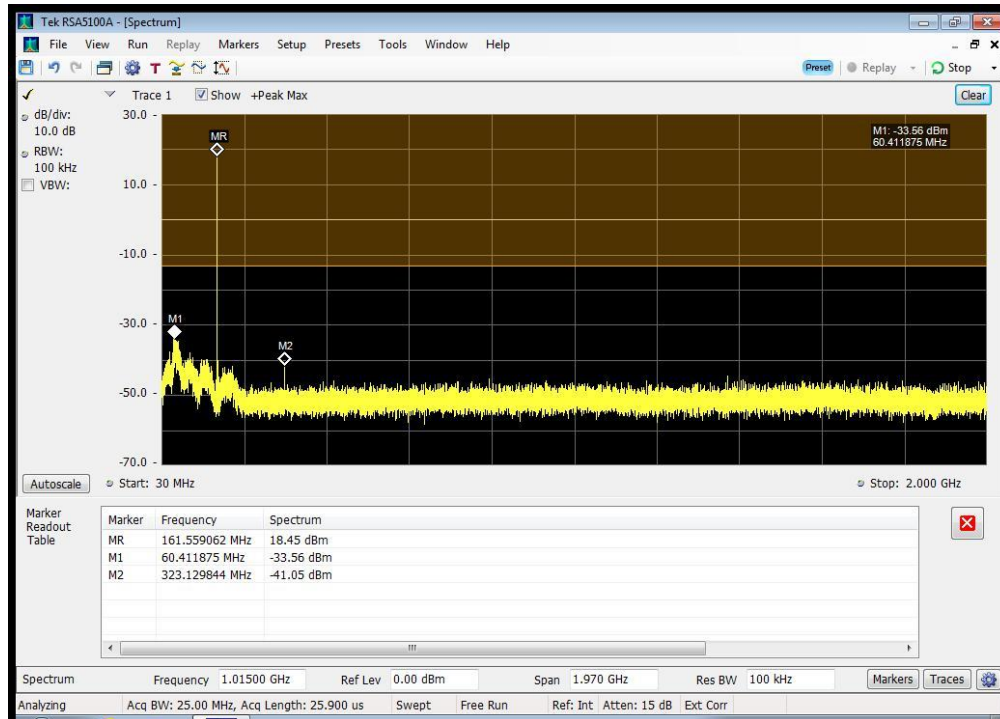 Tek RSA5100A - [Spectrum]
File View Run Replay Markers Setup Presets Tools Window Help
T Preset Replay Stop
Trace 1 Show +Peak Max Clear
dB/div:
10.0 dB
RBW:
100 kHz
VBW:
30.0
10.0
-10.0
-30.0
-50.0
-70.0
MR
M1: -33.56 dBm
60.411875 MHz
M1
M2
Autoscale Start: 30 MHz Stop: 2.000 GHz
Marker
Readout
Table
Marker Frequency Spectrum
MR 161.559062 MHz 18.45 dBm
M1 60.411875 MHz -33.56 dBm
M2 323.129844 MHz -41.05 dBm
Spectrum Frequency 1.01500 GHz Ref Lev 0.00 dBm Span 1.970 GHz Res BW 100 kHz Markers Traces
Analyzing Acq BW: 25.00 MHz, Acq Length: 25.900 us Swept Free Run Ref: Int Atten: 15 dB Ext Corr